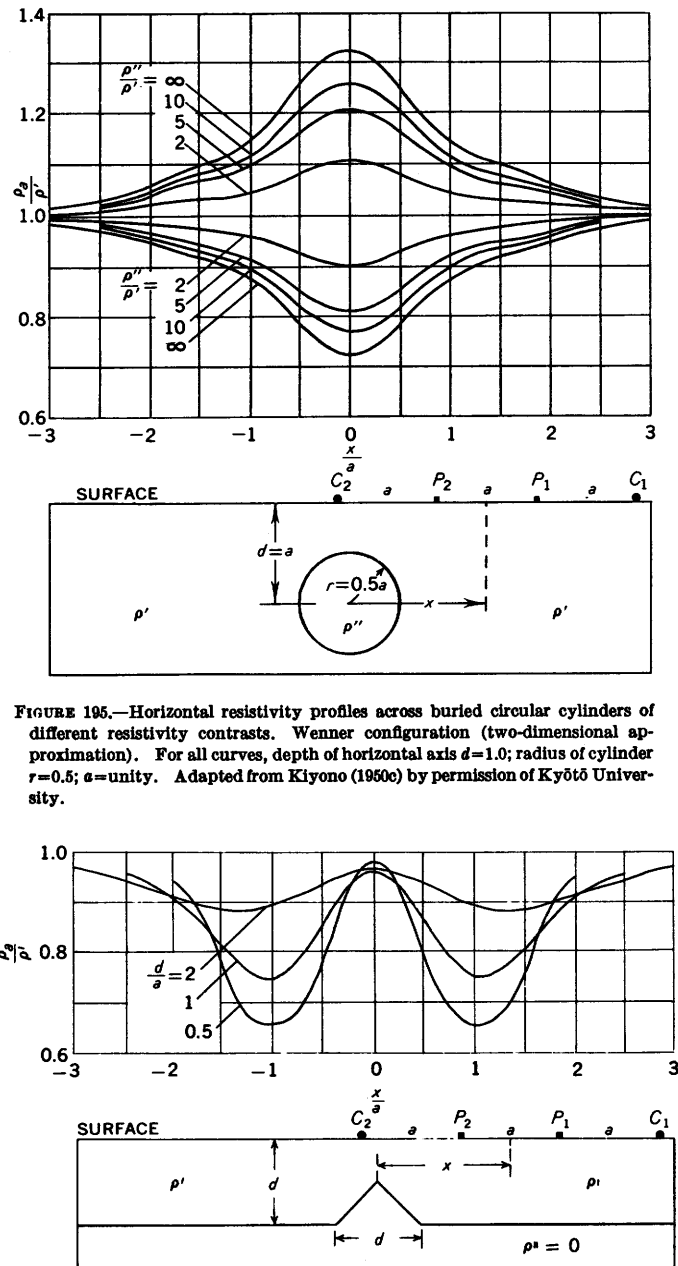 1.4
ρ″/ρ′ = ∞
10
5
2
1.2
ρa/ρ′
1.0
ρ″/ρ′ = 2
5
10
∞
0.8
0.6
−3 −2 −1 0 1 2 3
x/a
SURFACE C2 a P2 a P1 a C1
d=a
r=0.5a
ρ′ ρ″ x ρ′
FIGURE 195.—Horizontal resistivity profiles across buried circular cylinders of
different resistivity contrasts. Wenner configuration (two-dimensional ap-
proximation). For all curves, depth of horizontal axis d=1.0; radius of cylinder
r=0.5; a=unity. Adapted from Kiyono (1950c) by permission of Kyōtō Univer-
sity.
1.0
ρa/ρ′
0.8
d/a = 2
1
0.5
0.6
−3 −2 −1 0 1 2 3
x/a
SURFACE C2 a P2 a P1 a C1
x
ρ′ d ρ′
d ρ″ = 0